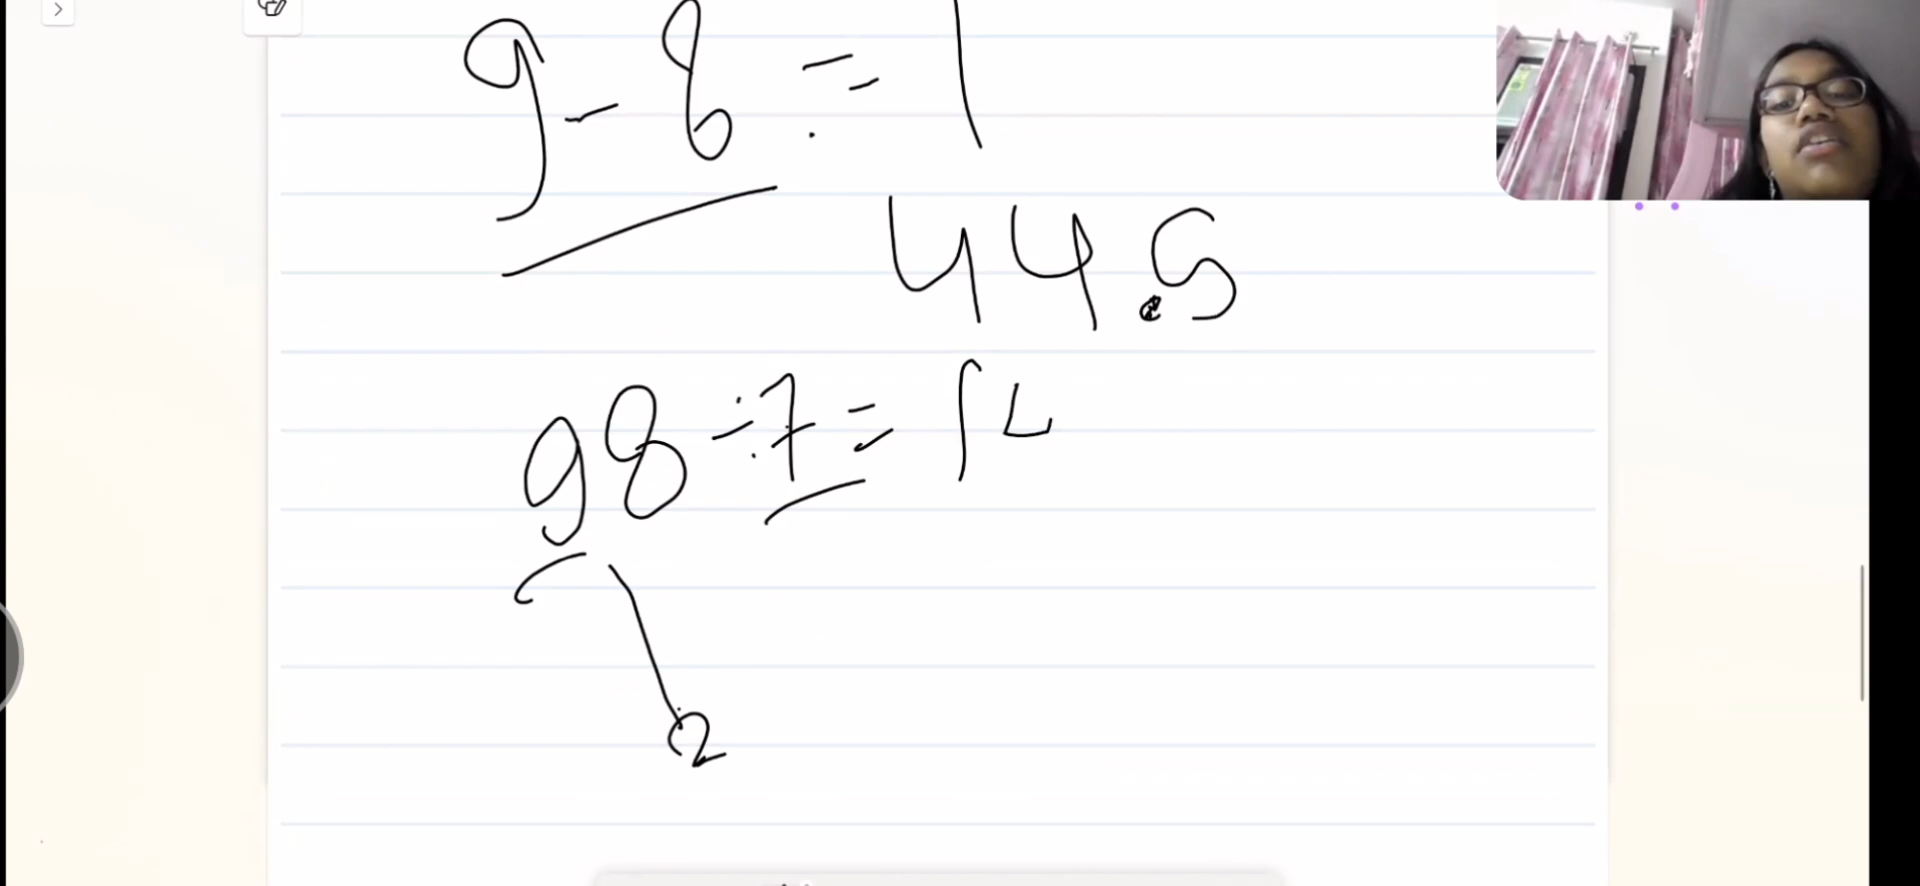 9 - 8 = 1
44.5
98 ÷ 7 = 14
2